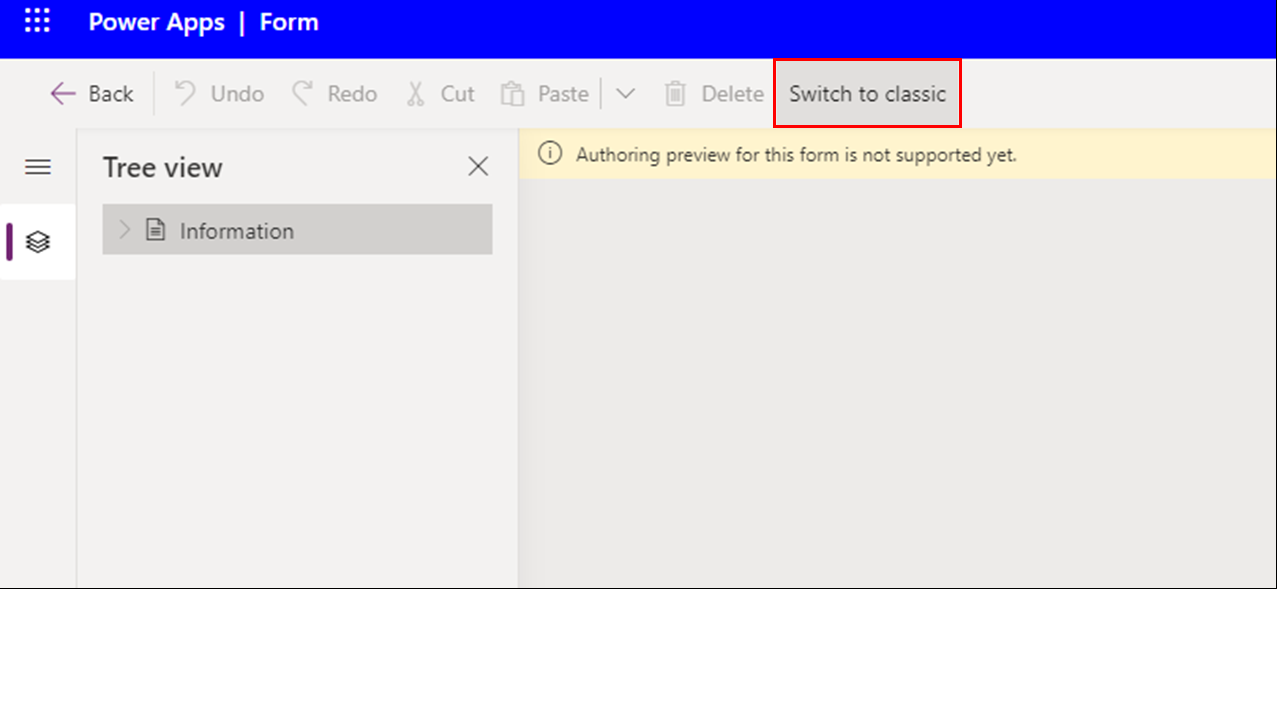 Power Apps | Form
Back Undo Redo Cut Paste Delete Switch to classic
Tree view
Authoring preview for this form is not supported yet.
Information